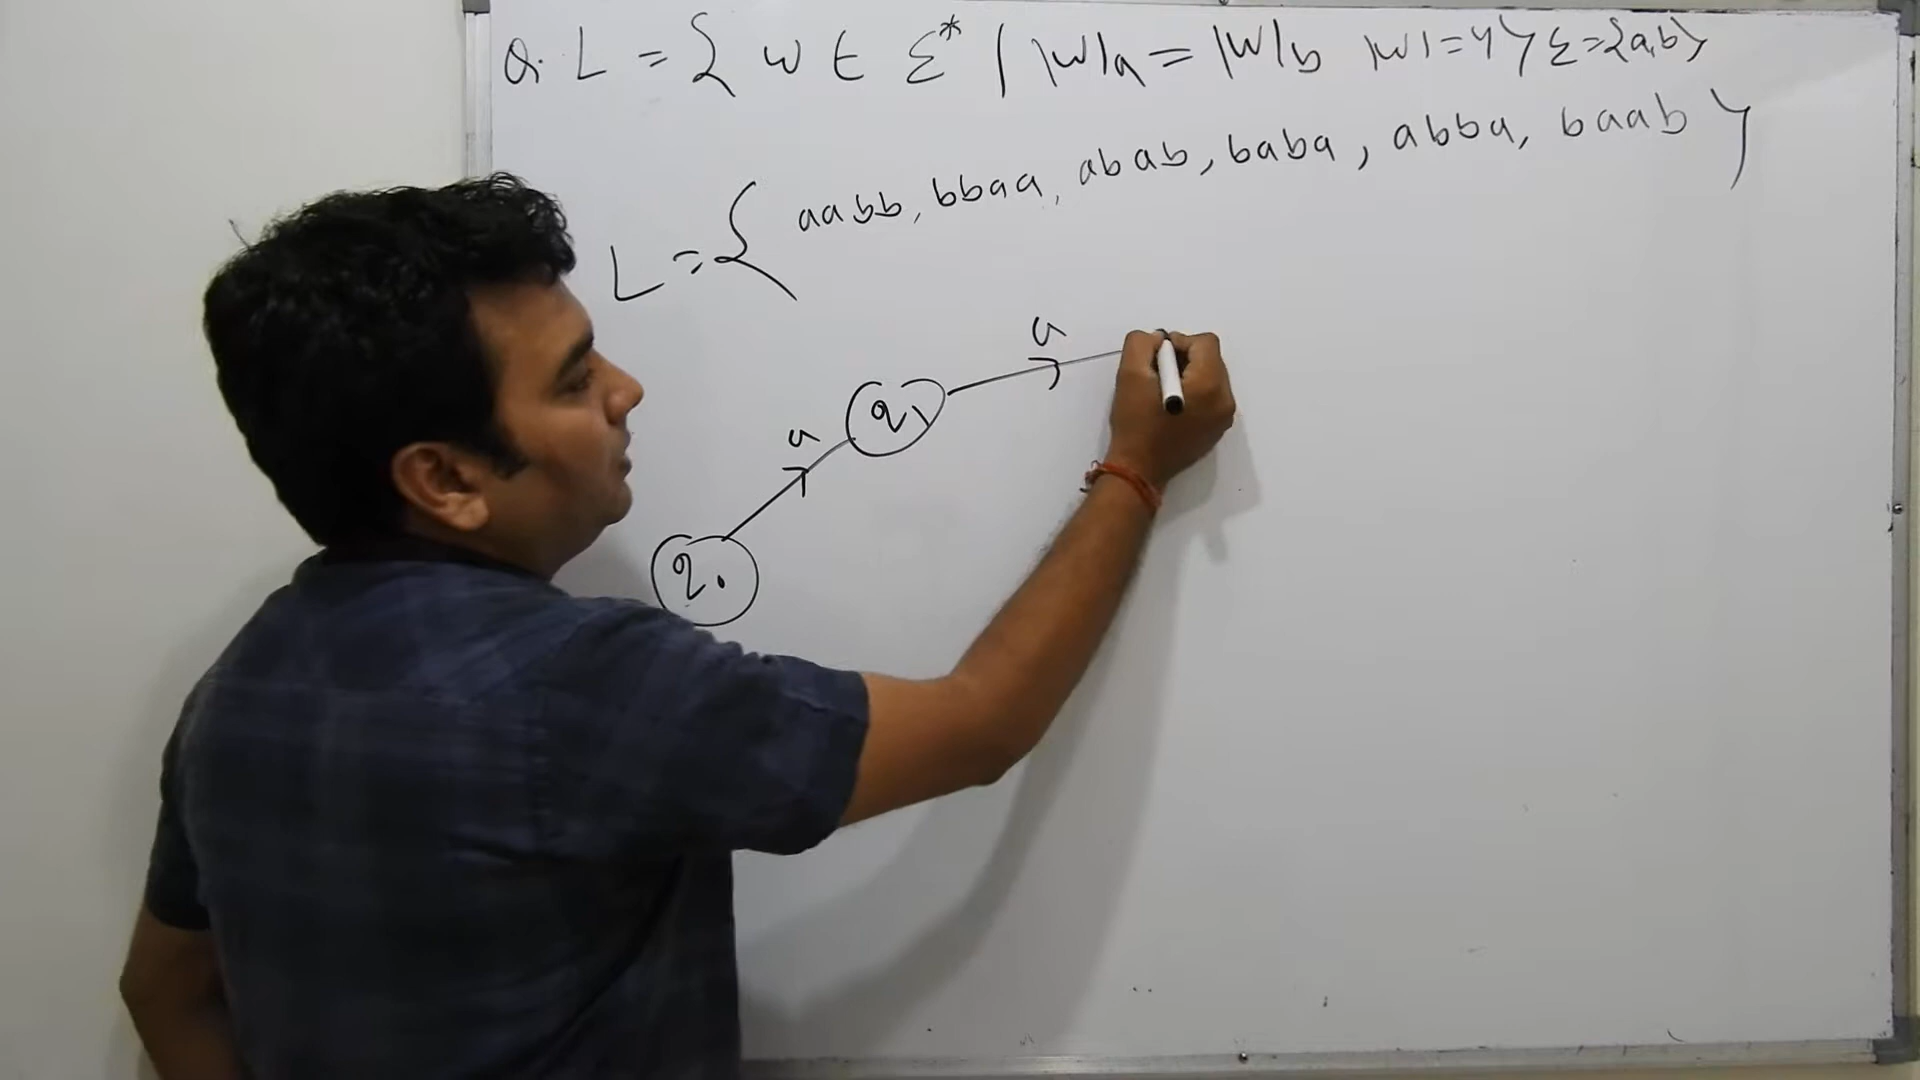 Q. L = { w ∈ Σ* / |w|a = |w|b |w| = 4 } Σ = {a,b}
L = { aabb, bbaa, abab, baba, abba, baab }
a
a
q1
q0